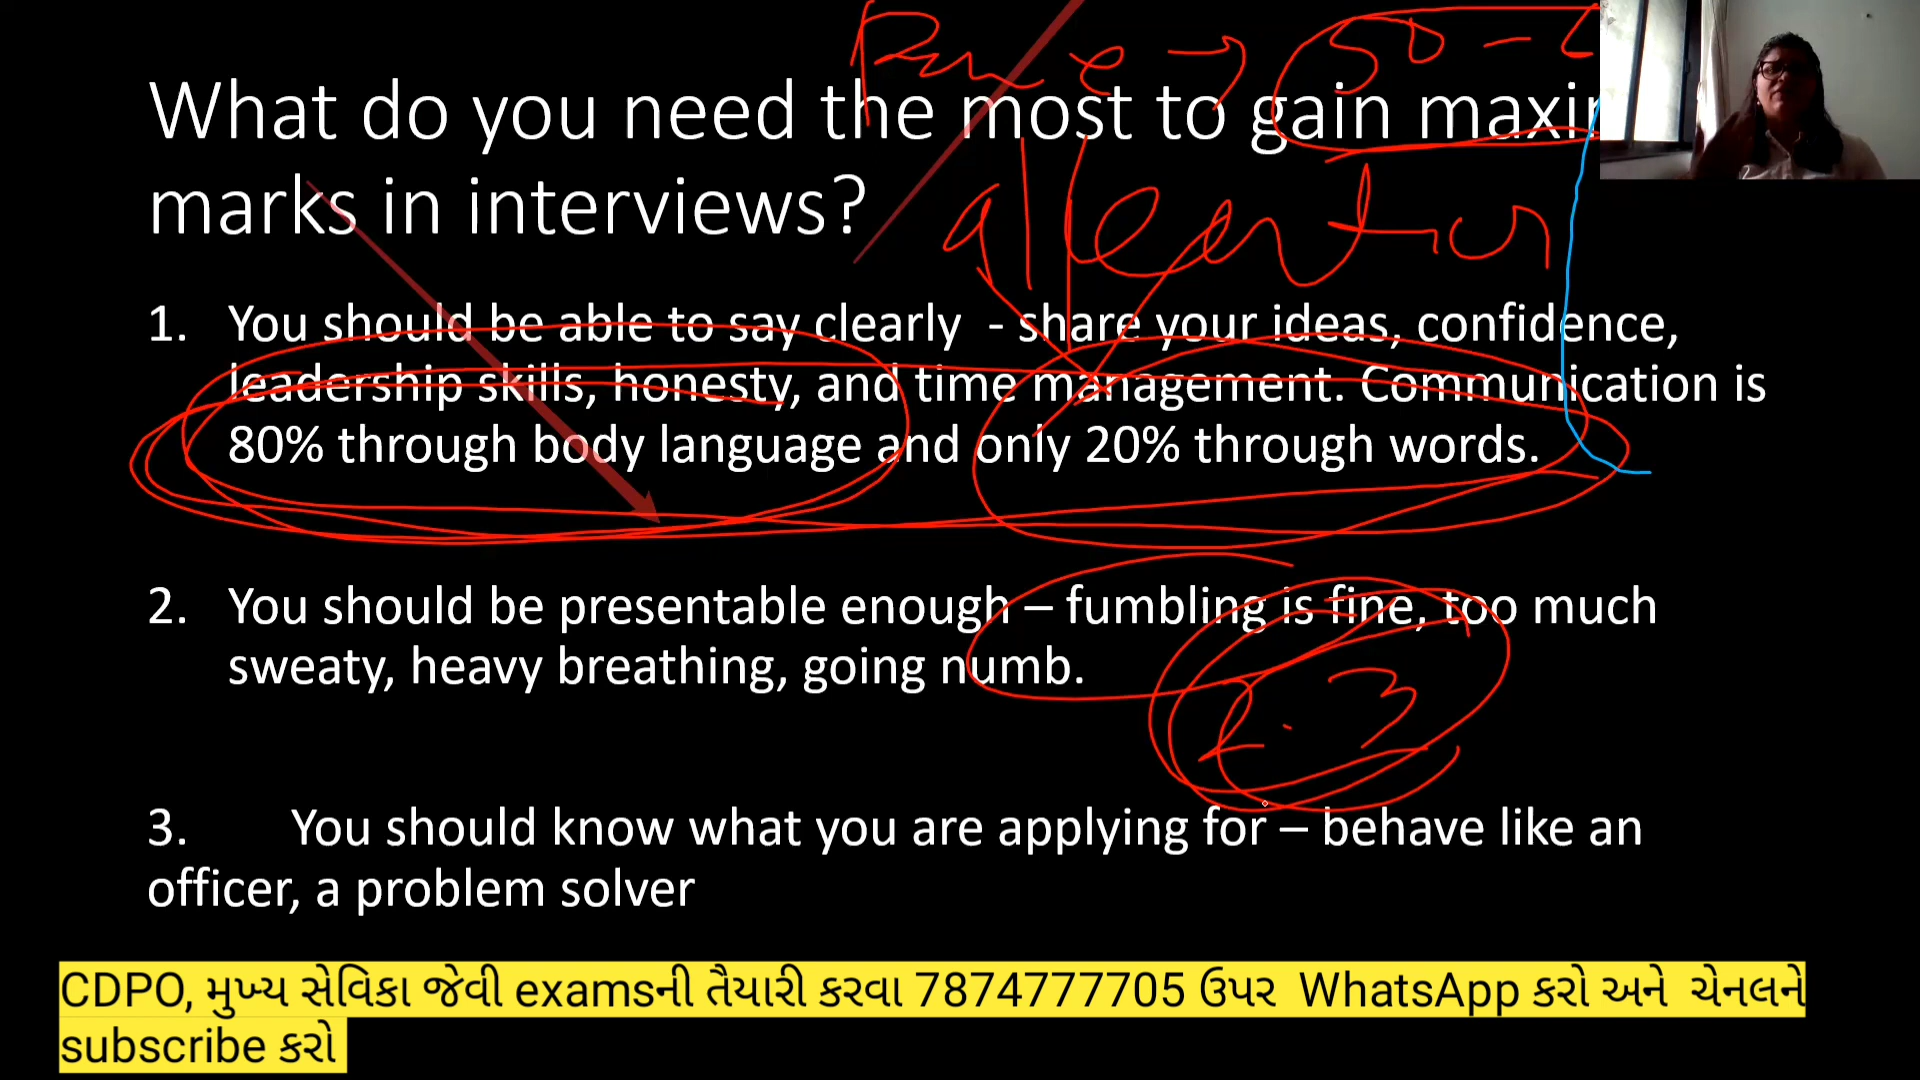 What do you need the most to gain maxi
marks in interviews?
1. You should be able to say clearly - share your ideas, confidence,
leadership skills, honesty, and time management. Communication is
80% through body language and only 20% through words.
2. You should be presentable enough – fumbling is fine, too much
sweaty, heavy breathing, going numb.
3. You should know what you are applying for – behave like an
officer, a problem solver
CDPO, મુખ્ય સેવિકા જેવી examsની તૈયારી કરવા 7874777705 ઉપર WhatsApp કરો અને ચેનલને
subscribe કરો